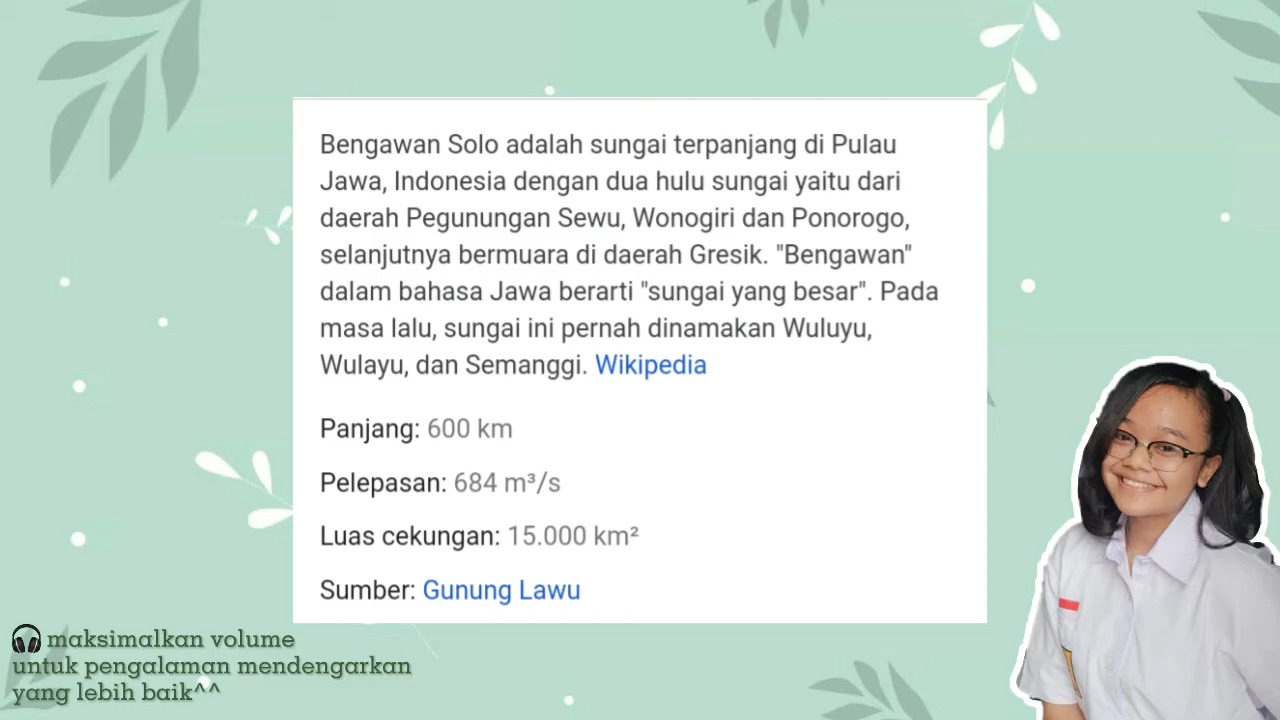 Bengawan Solo adalah sungai terpanjang di Pulau
Jawa, Indonesia dengan dua hulu sungai yaitu dari
daerah Pegunungan Sewu, Wonogiri dan Ponorogo,
selanjutnya bermuara di daerah Gresik. "Bengawan"
dalam bahasa Jawa berarti "sungai yang besar". Pada
masa lalu, sungai ini pernah dinamakan Wuluyu,
Wulayu, dan Semanggi. Wikipedia
Panjang: 600 km
Pelepasan: 684 m³/s
Luas cekungan: 15.000 km²
Sumber: Gunung Lawu
maksimalkan volume
untuk pengalaman mendengarkan
yang lebih baik^^